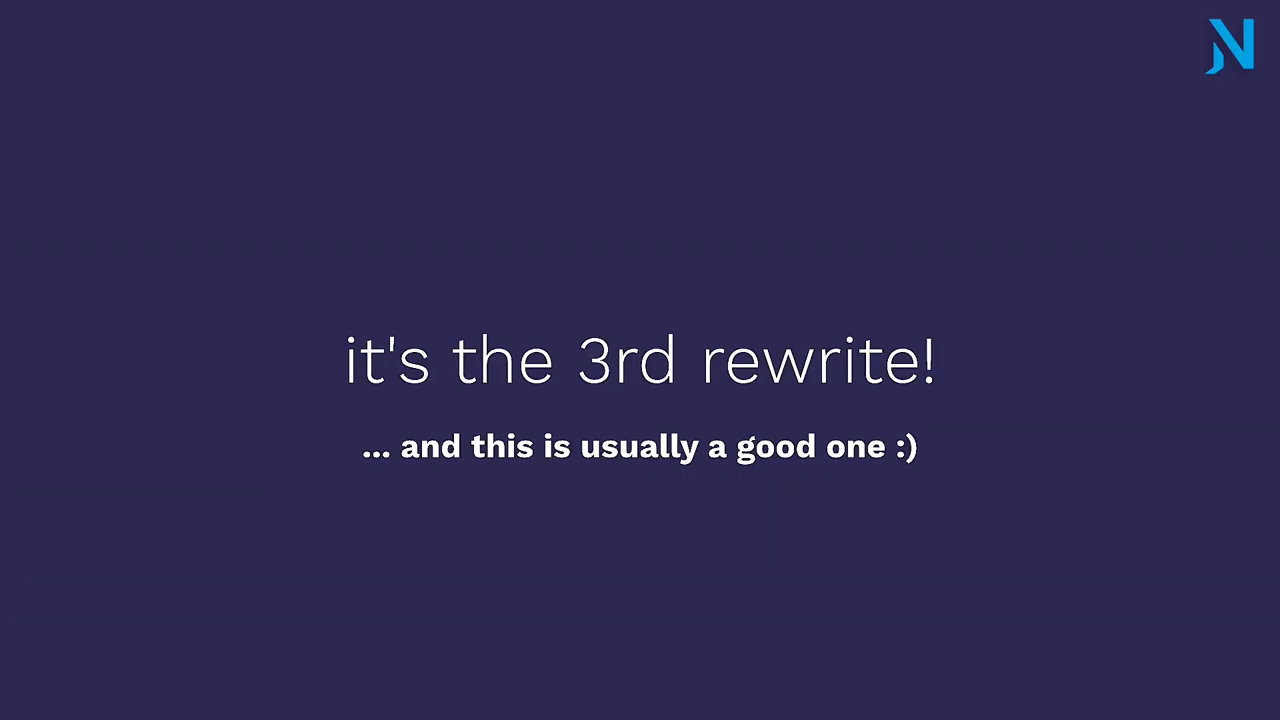 it's the 3rd rewrite!
... and this is usually a good one :)